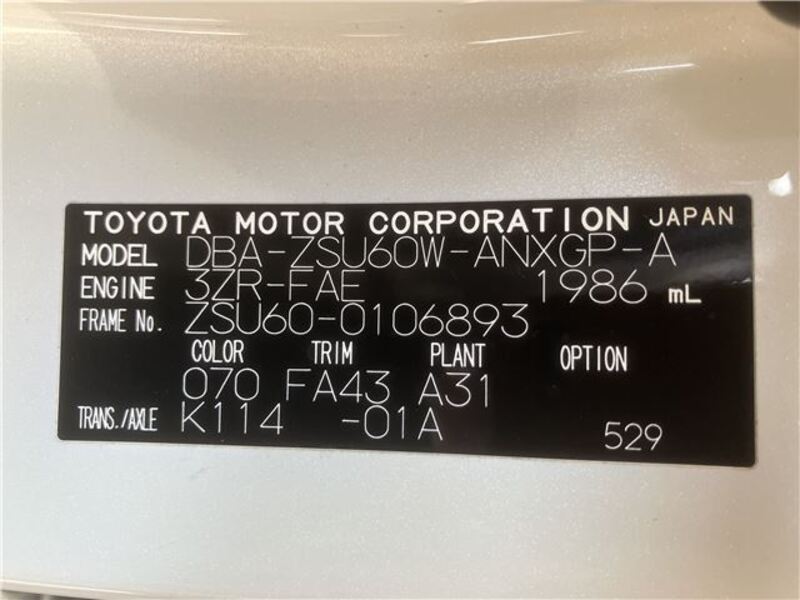 TOYOTA MOTOR CORPORATION JAPAN
MODEL DBA-ZSU60W-ANXGP-A
ENGINE 3ZR-FAE 1986 mL
FRAME No. ZSU60-0106893
COLOR TRIM PLANT OPTION
070 FA43 A31
TRANS./AXLE K114 -01A
529